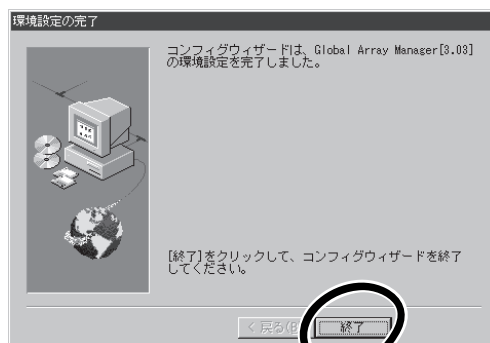 環境設定の完了
コンフィグウィザードは、Global Array Manager[3.03]
の環境設定を完了しました。
[終了]をクリックして、コンフィグウィザードを終了
してください。
< 戻る(B)
終了